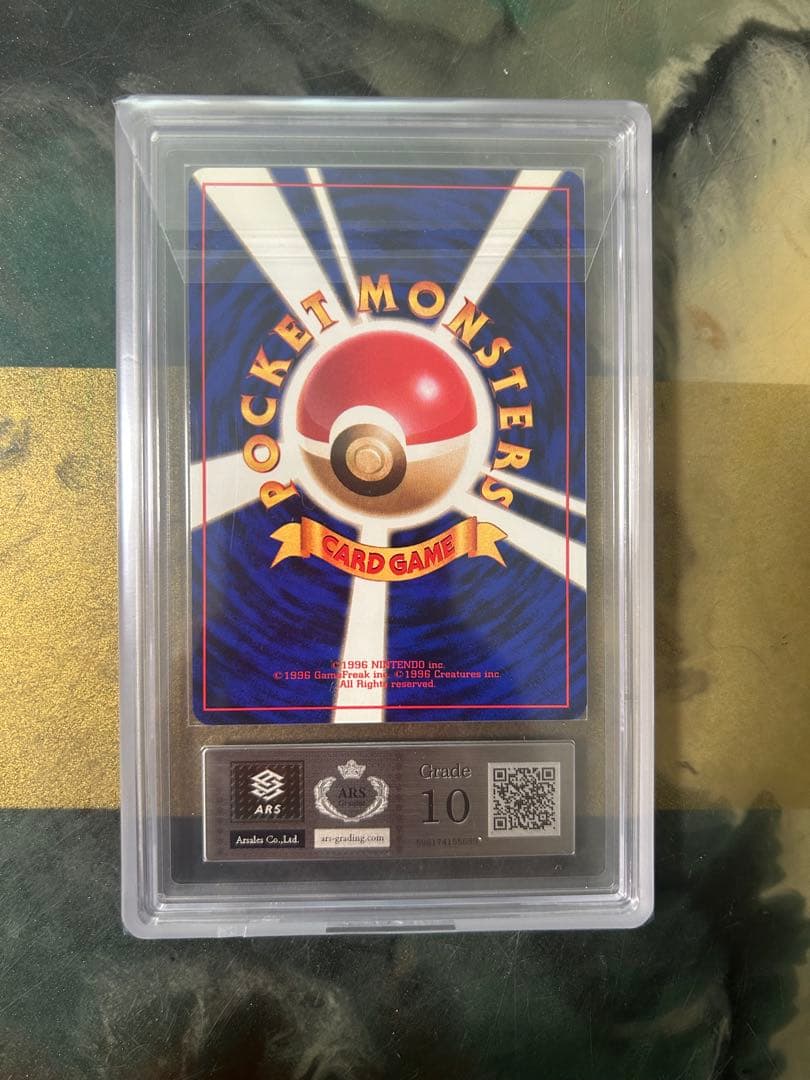 POCKET MONSTERS
CARD GAME
©1996 NINTENDO inc.
©1996 GameFreak inc. ©1996 Creatures inc.
All Rights reserved.
ARS
Arsales Co.,Ltd.
ARS
ars-grading.com
Grade
10